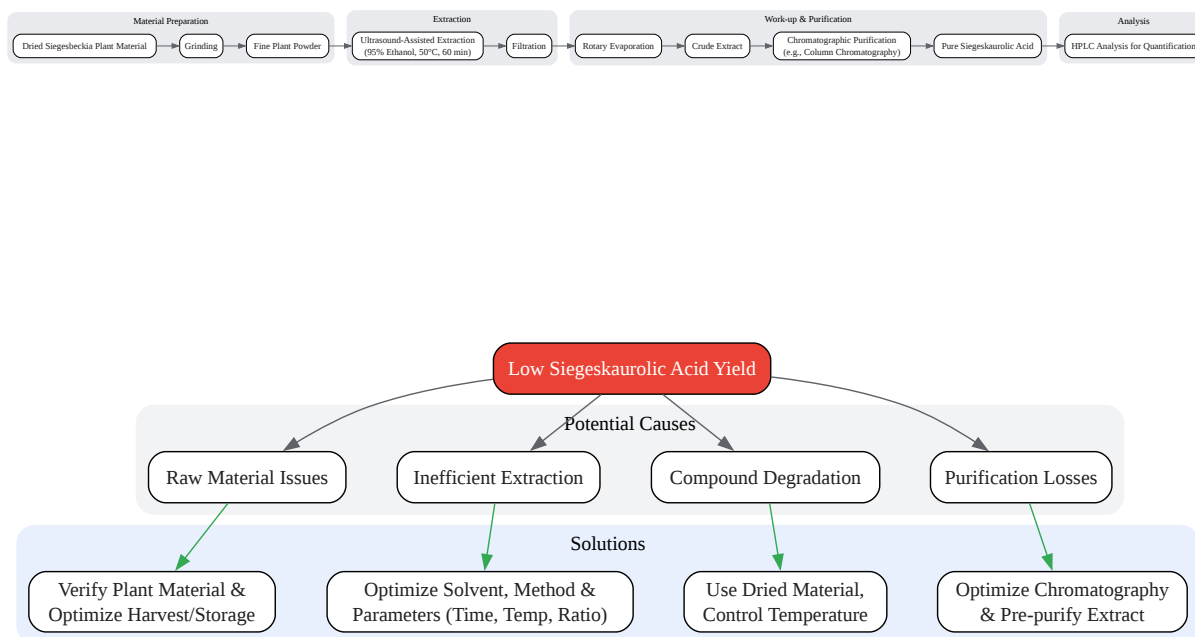 Material Preparation
Extraction
Work-up & Purification
Analysis
Dried Siegesbeckia Plant Material
Grinding
Fine Plant Powder
Ultrasound-Assisted Extraction
(95% Ethanol, 50°C, 60 min)
Filtration
Rotary Evaporation
Crude Extract
Chromatographic Purification
(e.g., Column Chromatography)
Pure Siegeskaurolic Acid
HPLC Analysis for Quantification
Low Siegeskaurolic Acid Yield
Potential Causes
Raw Material Issues
Inefficient Extraction
Compound Degradation
Purification Losses
Solutions
Verify Plant Material &
Optimize Harvest/Storage
Optimize Solvent, Method &
Parameters (Time, Temp, Ratio)
Use Dried Material,
Control Temperature
Optimize Chromatography
& Pre-purify Extract